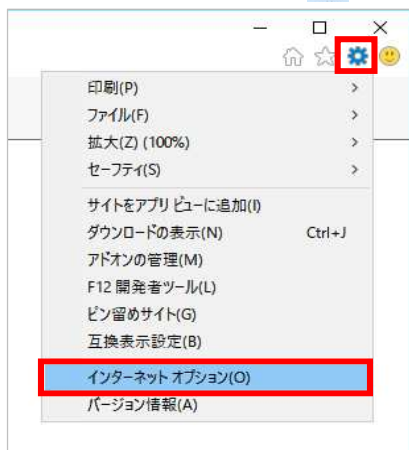 印刷(P)
ファイル(F)
拡大(Z) (100%)
セーフティ(S)
サイトをアプリ ビューに追加(I)
ダウンロードの表示(N) Ctrl+J
アドオンの管理(M)
F12 開発者ツール(L)
ピン留めサイト(G)
互換表示設定(B)
インターネット オプション(O)
バージョン情報(A)